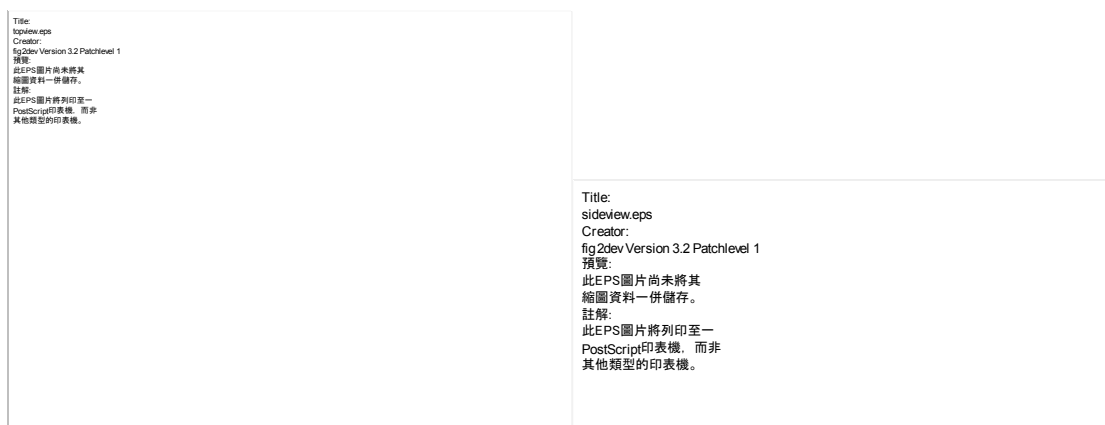 Title:
topview.eps
Creator:
fig2dev Version 3.2 Patchlevel 1
預覽:
此EPS圖片尚未將其
縮圖資料一併儲存。
註解:
此EPS圖片將列印至一
PostScript印表機，而非
其他類型的印表機。
Title:
sideview.eps
Creator:
fig2dev Version 3.2 Patchlevel 1
預覽:
此EPS圖片尚未將其
縮圖資料一併儲存。
註解:
此EPS圖片將列印至一
PostScript印表機，而非
其他類型的印表機。